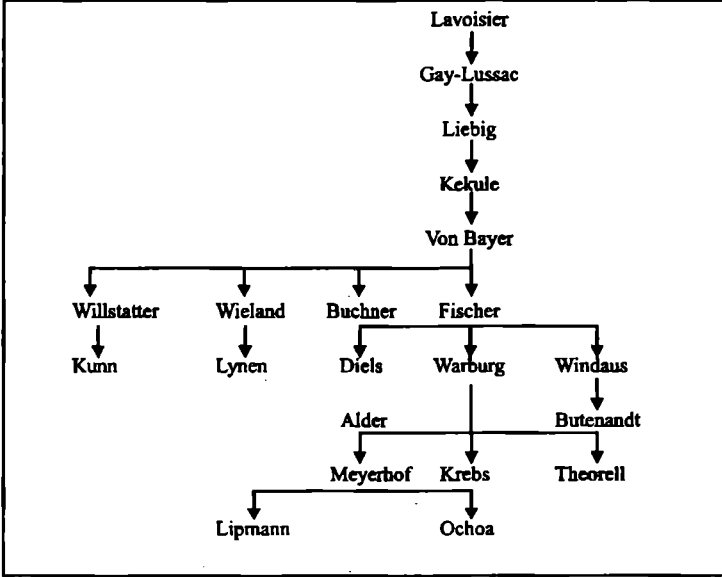 Lavoisier
Gay-Lussac
Liebig
Kekule
Von Bayer
Willstatter Wieland Buchner Fischer
Kunn Lynen Diels Warburg Windaus
Alder Butenandt
Meyerhof Krebs Theorell
Lipmann Ochoa